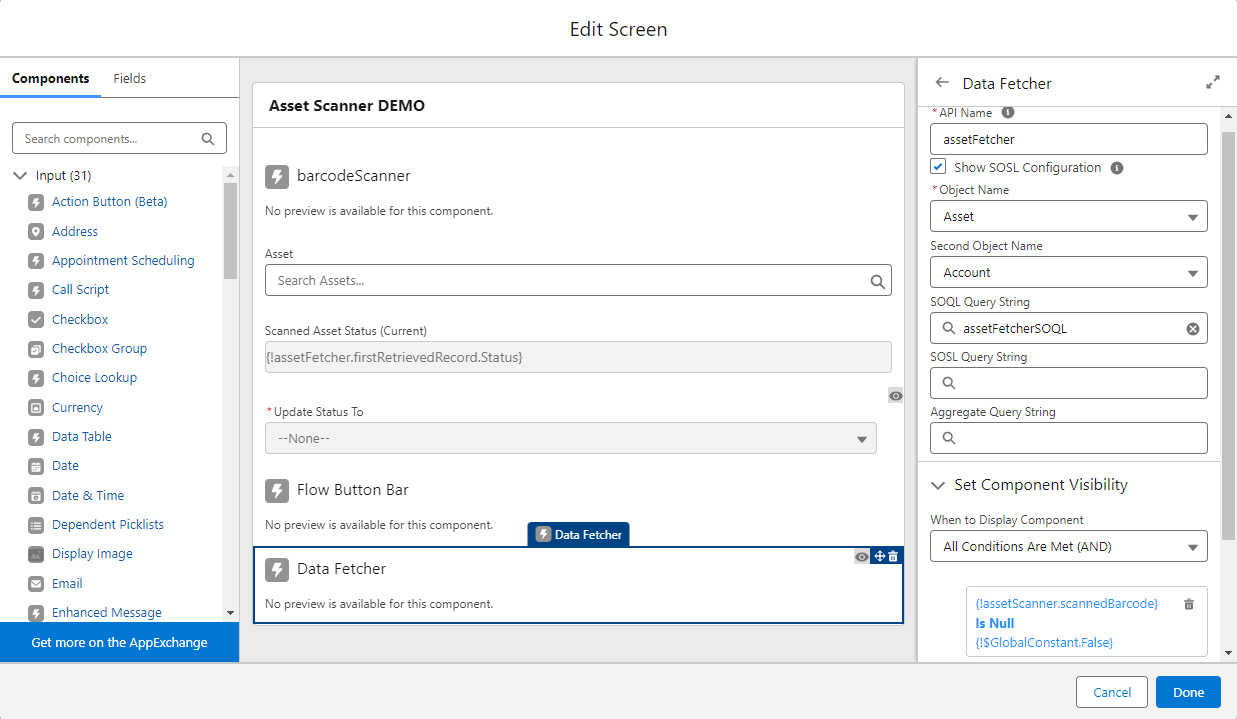 Edit Screen
Components
Fields
Search components...
Input (31)
Action Button (Beta)
Address
Appointment Scheduling
Call Script
Checkbox
Checkbox Group
Choice Lookup
Currency
Data Table
Date
Date & Time
Dependent Picklists
Display Image
Email
Enhanced Message
Get more on the AppExchange
Asset Scanner DEMO
barcodeScanner
No preview is available for this component.
Asset
Search Assets...
Scanned Asset Status (Current)
{!assetFetcher.firstRetrievedRecord.Status}
*Update Status To
--None--
Flow Button Bar
No preview is available for this component.
Data Fetcher
Data Fetcher
No preview is available for this component.
Data Fetcher
*API Name
assetFetcher
Show SOSL Configuration
*Object Name
Asset
Second Object Name
Account
SOQL Query String
assetFetcherSOQL
SOSL Query String
Aggregate Query String
Set Component Visibility
When to Display Component
All Conditions Are Met (AND)
{!assetScanner.scannedBarcode}
Is Null
{!$GlobalConstant.False}
Cancel
Done